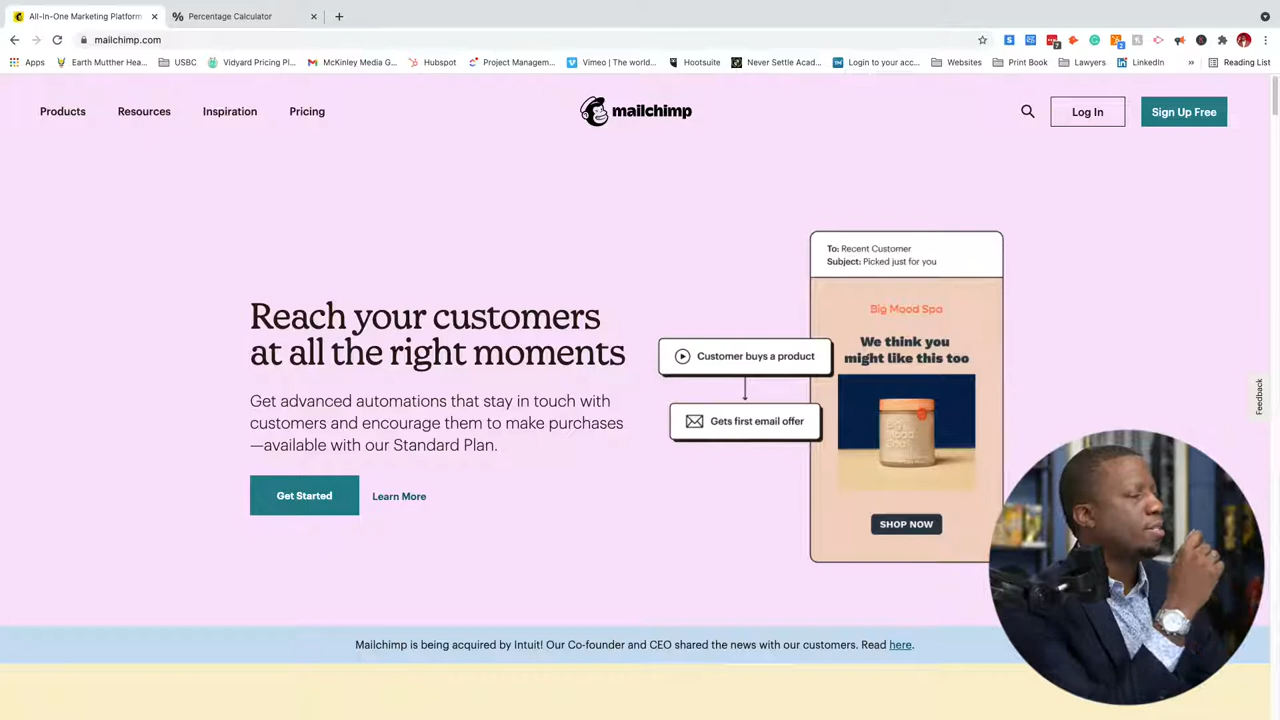 All-In-One Marketing Platform
Percentage Calculator
mailchimp.com
7
2
Apps
Earth Mutther Hea...
USBC
Vidyard Pricing Pl...
McKinley Media G...
Hubspot
Project Managem...
Vimeo | The world...
Hootsuite
Never Settle Acad...
Login to your acc...
Websites
Print Book
Lawyers
LinkedIn
»
Reading List
Products
Resources
Inspiration
Pricing
mailchimp
Log In
Sign Up Free
To: Recent Customer
Subject: Picked just for you
Big Mood Spa
We think you
might like this too
Customer buys a product
Gets first email offer
SHOP NOW
Reach your customers
at all the right moments
Get advanced automations that stay in touch with
customers and encourage them to make purchases
—available with our Standard Plan.
Get Started
Learn More
Feedback
Mailchimp is being acquired by Intuit! Our Co-founder and CEO shared the news with our customers. Read here.